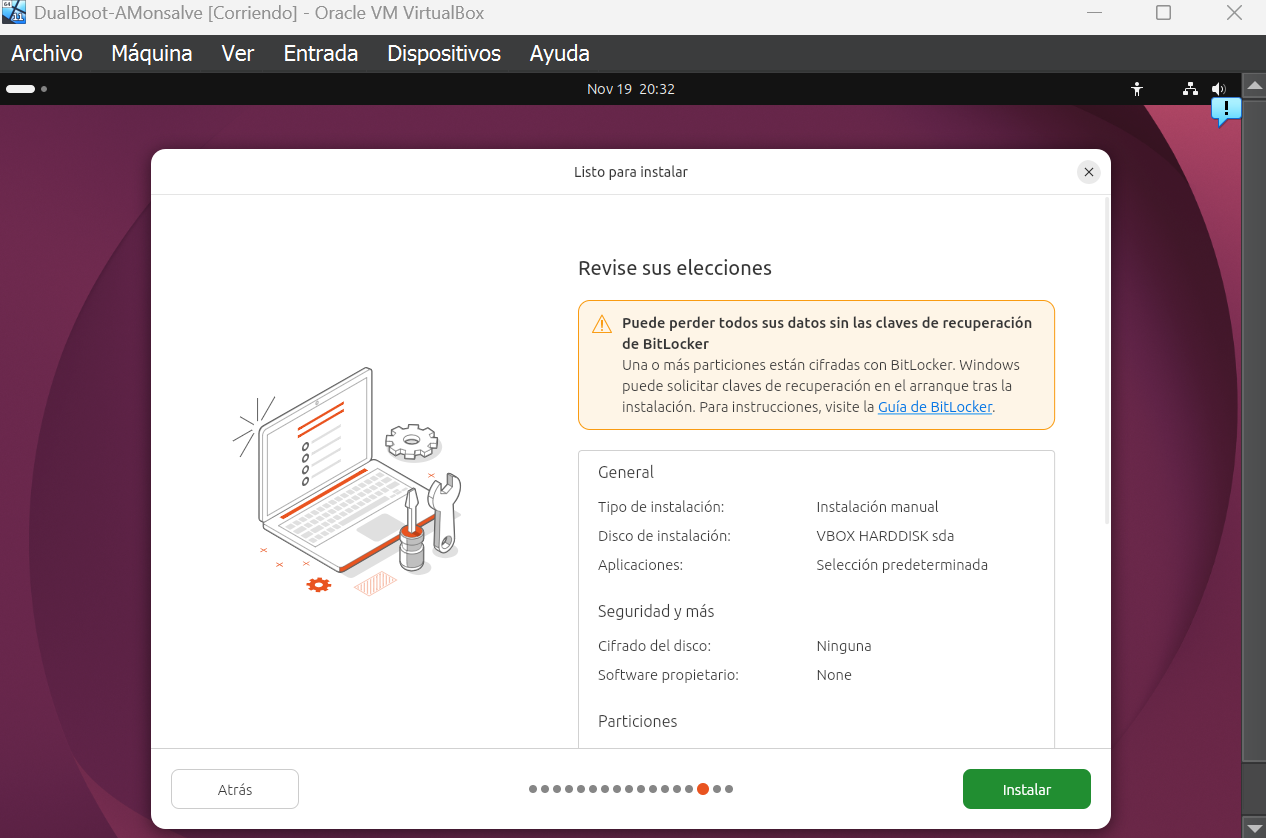 DualBoot-AMonsalve [Corriendo] - Oracle VM VirtualBox
Archivo Máquina Ver Entrada Dispositivos Ayuda
Nov 19 20:32
Listo para instalar
Revise sus elecciones
Puede perder todos sus datos sin las claves de recuperación
de BitLocker
Una o más particiones están cifradas con BitLocker. Windows
puede solicitar claves de recuperación en el arranque tras la
instalación. Para instrucciones, visite la Guía de BitLocker.
General
Tipo de instalación: Instalación manual
Disco de instalación: VBOX HARDDISK sda
Aplicaciones: Selección predeterminada
Seguridad y más
Cifrado del disco: Ninguna
Software propietario: None
Particiones
Atrás
Instalar